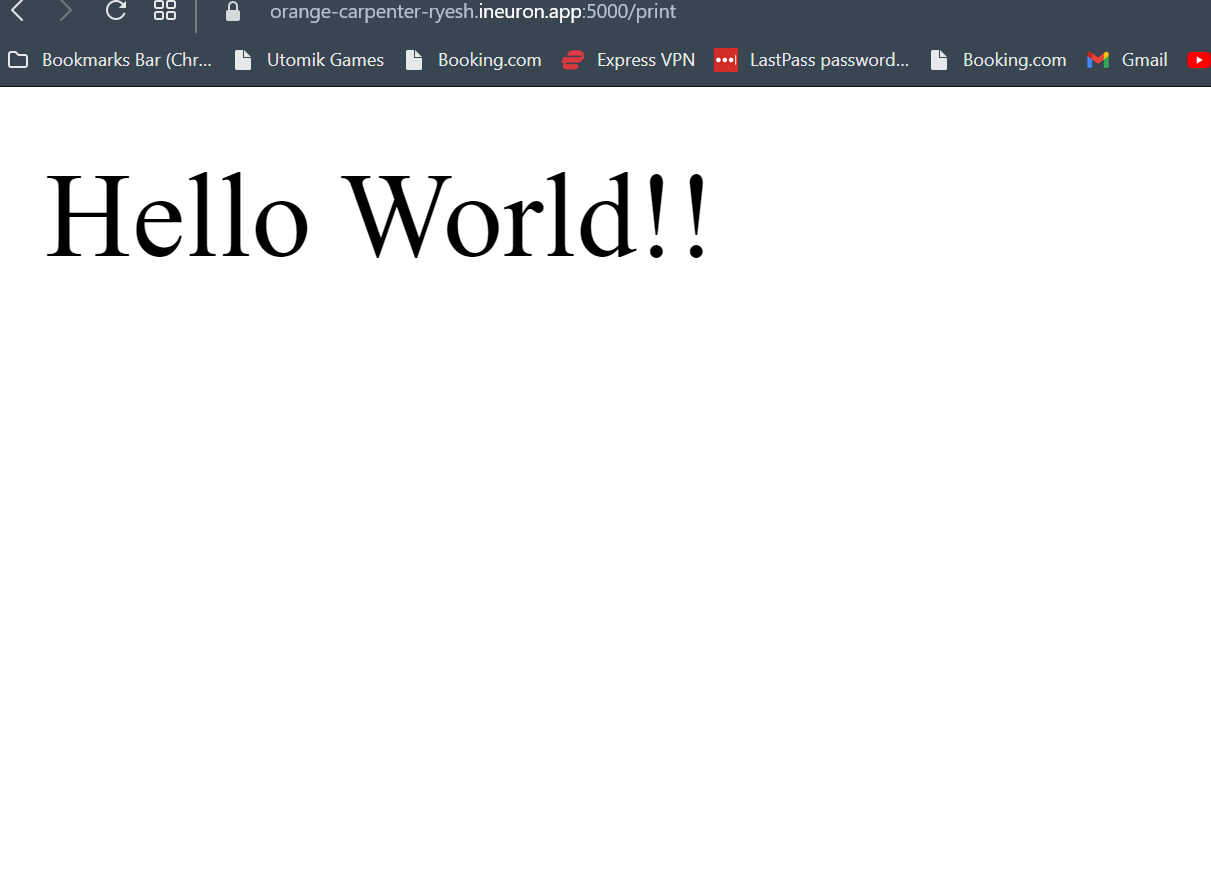 orange-carpenter-ryesh.ineuron.app:5000/print
Bookmarks Bar (Chr... Utomik Games Booking.com Express VPN LastPass password... Booking.com Gmail
Hello World!!